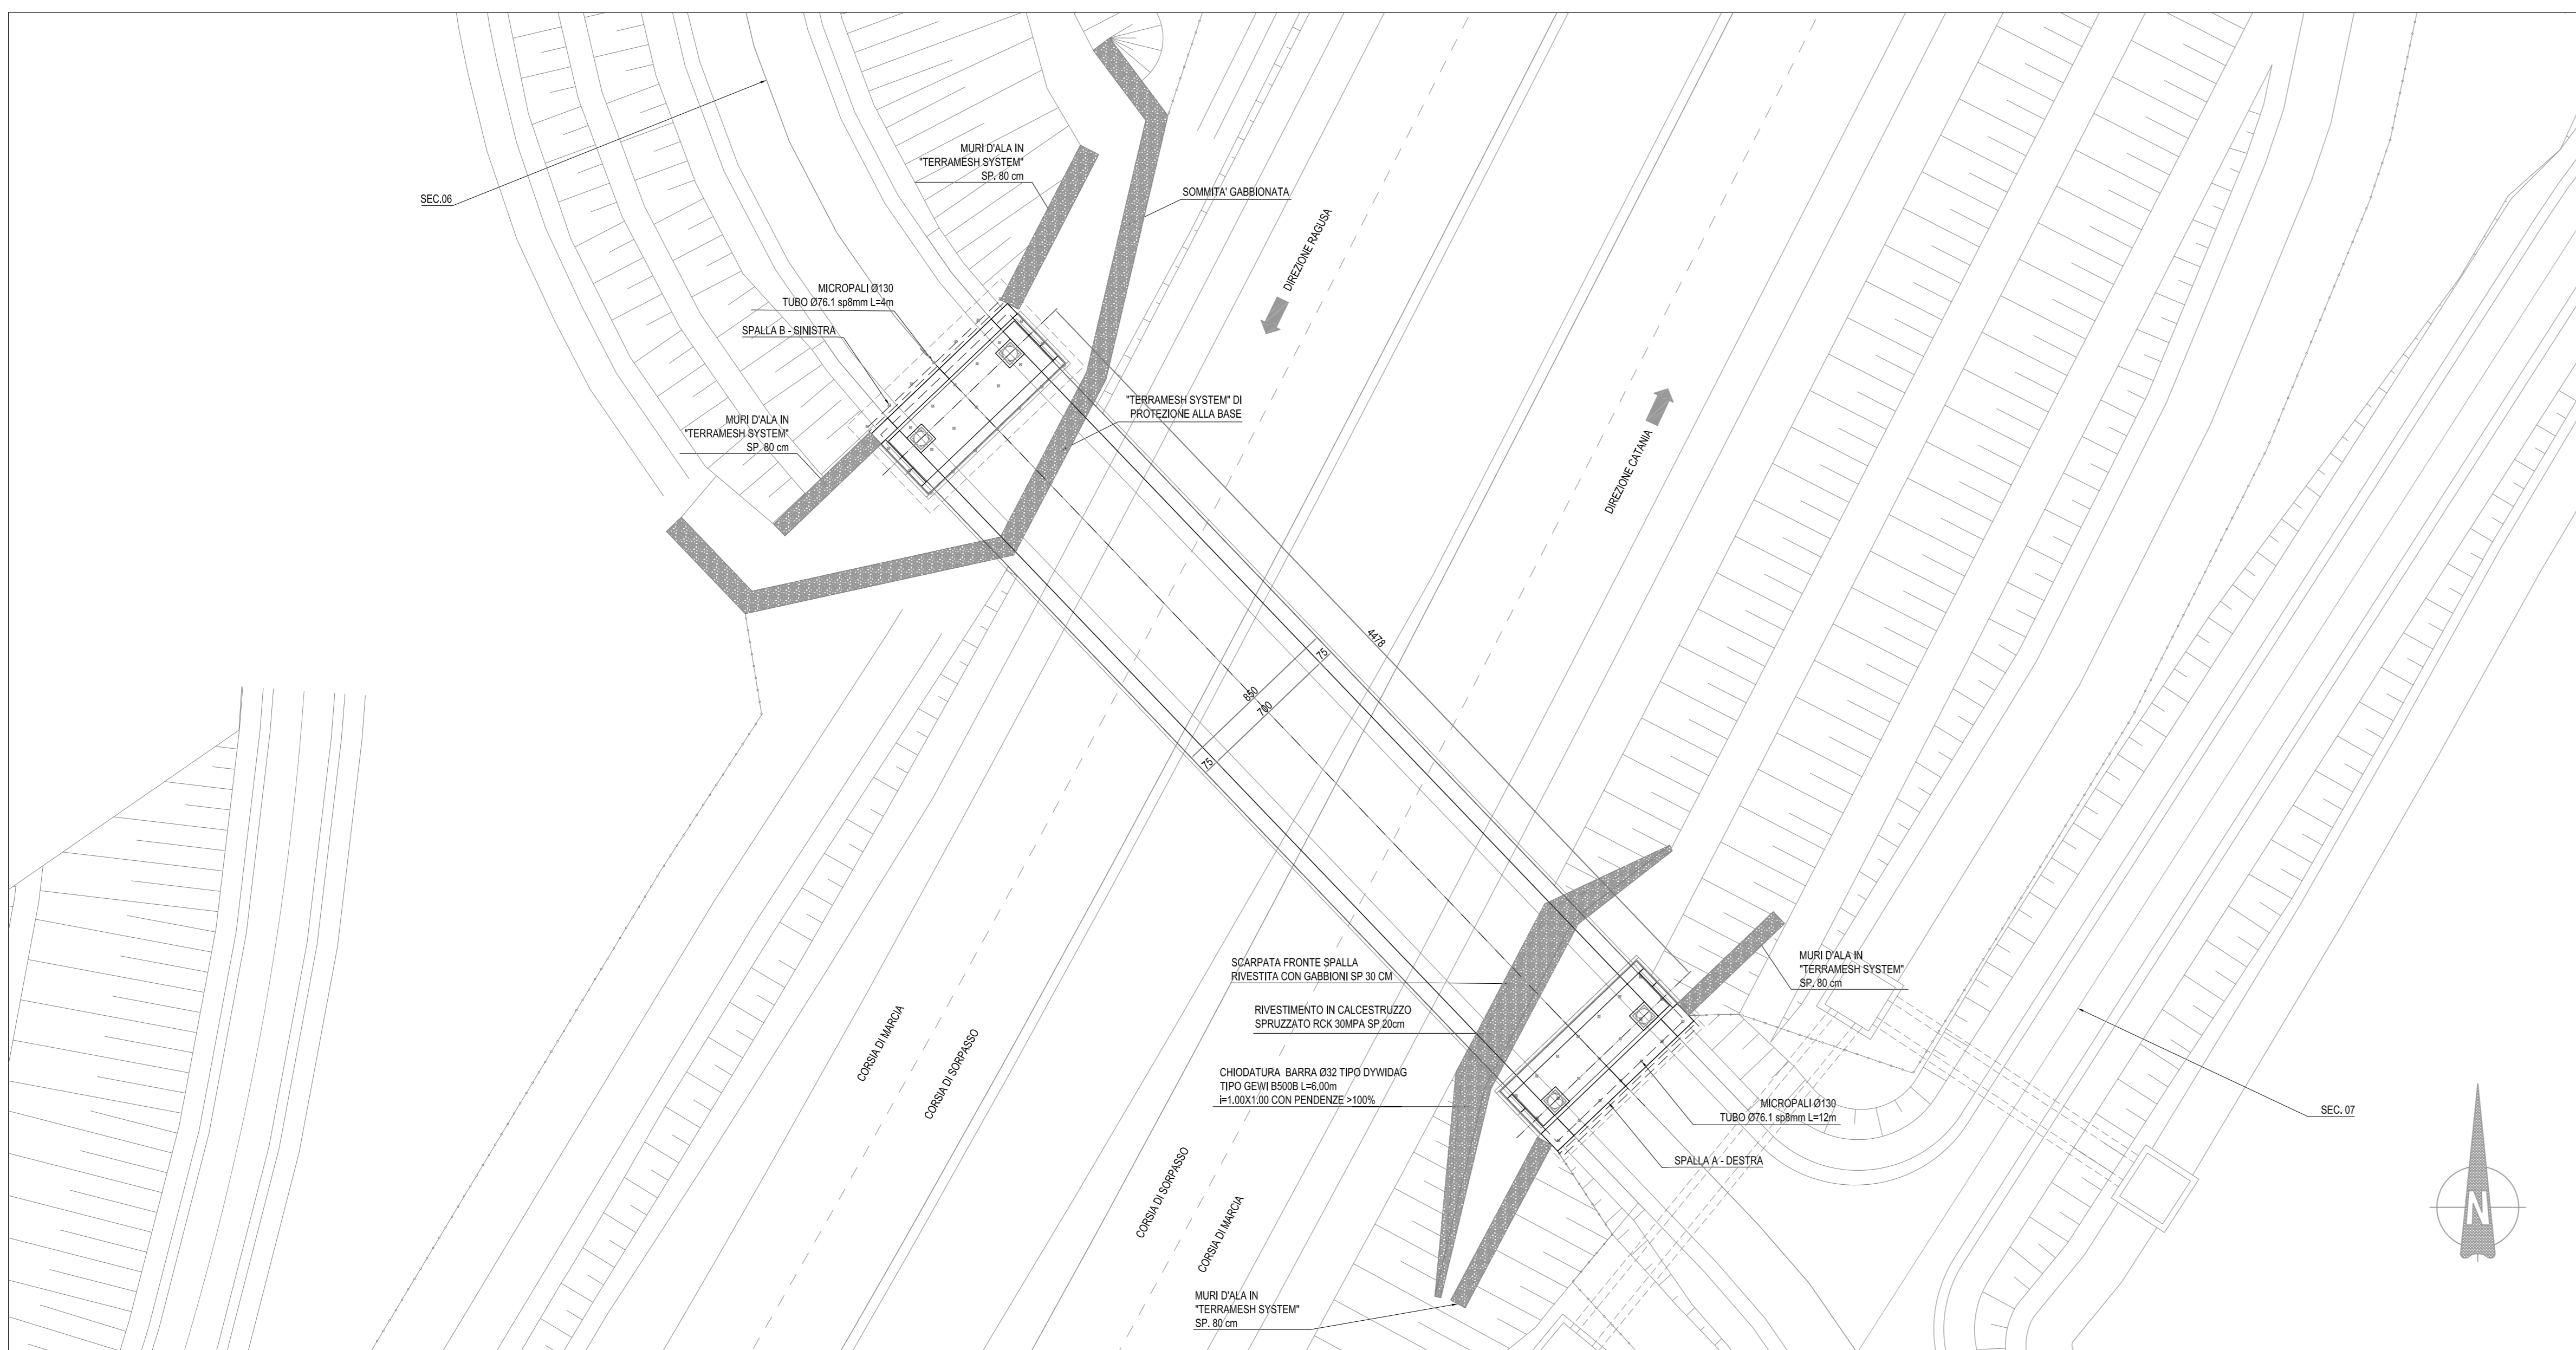 MURI D'ALA IN
"TERRAMESH SYSTEM"
SP. 80 cm
SOMMITA' GABBIONATA
SEC.06
DIREZIONE RAGUSA
MICROPALI Ø130
TUBO Ø76.1 sp8mm L=4m
SPALLA B - SINISTRA
"TERRAMESH SYSTEM" DI
PROTEZIONE ALLA BASE
MURI D'ALA IN
"TERRAMESH SYSTEM"
SP. 80 cm
DIREZIONE CATANIA
4478
75
850
700
75
SCARPATA FRONTE SPALLA
RIVESTITA CON GABBIONI SP 30 CM
MURI D'ALA IN
"TERRAMESH SYSTEM"
SP. 80 cm
RIVESTIMENTO IN CALCESTRUZZO
SPRUZZATO RCK 30MPA SP 20cm
CORSIA DI MARCIA
CORSIA DI SORPASSO
CHIODATURA BARRA Ø32 TIPO DYWIDAG
TIPO GEWI B500B L=6,00m
i=1.00X1.00 CON PENDENZE >100%
MICROPALI Ø130
TUBO Ø76.1 sp8mm L=12m
SEC. 07
SPALLA A - DESTRA
CORSIA DI SORPASSO
CORSIA DI MARCIA
N
MURI D'ALA IN
"TERRAMESH SYSTEM"
SP. 80 cm